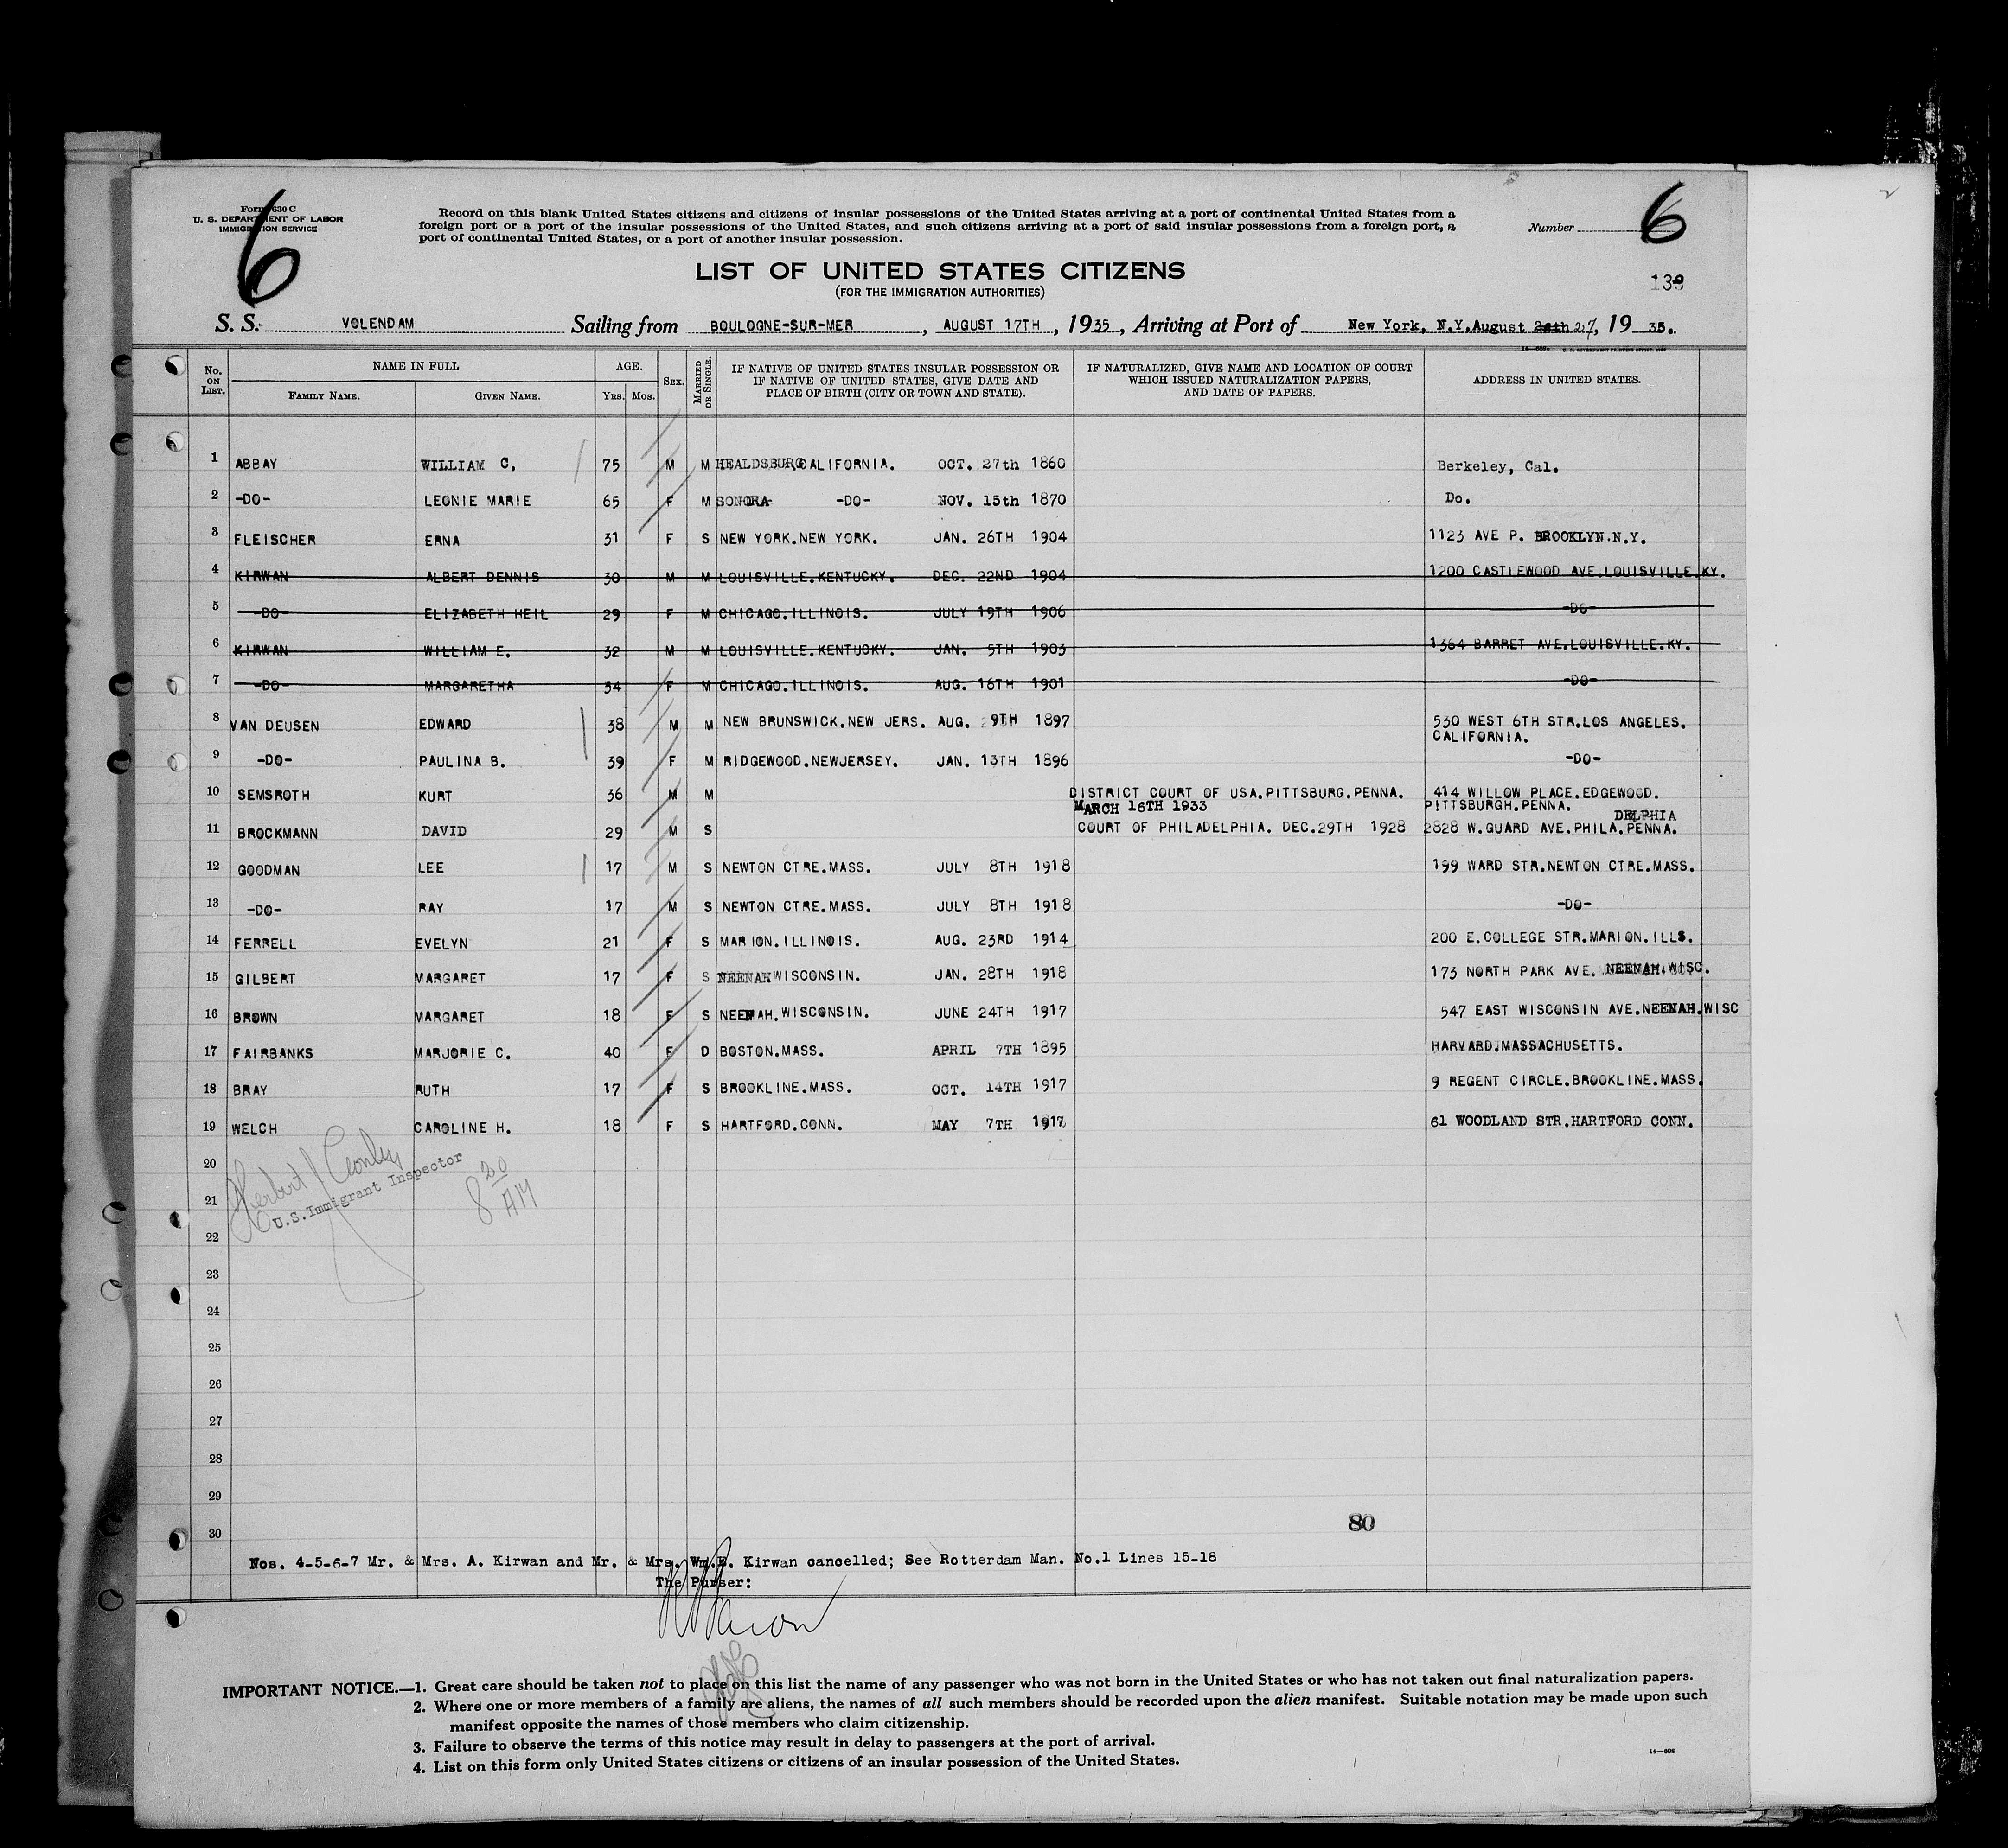 Form 630 C
U. S. DEPARTMENT OF LABOR
IMMIGRATION SERVICE
6
Record on this blank United States citizens and citizens of insular possessions of the United States arriving at a port of continental United States from a
foreign port or a port of the insular possessions of the United States, and such citizens arriving at a port of said insular possessions from a foreign port, a
port of continental United States, or a port of another insular possession.
Number 6
LIST OF UNITED STATES CITIZENS
(FOR THE IMMIGRATION AUTHORITIES)
S. S. VOLENDAM Sailing from BOULOGNE-SUR-MER, AUGUST 17TH, 1935, Arriving at Port of New York, N.Y. August 27, 1935.
No. ON LIST. NAME IN FULL FAMILY NAME. GIVEN NAME. AGE. YRS. MOS. SEX. MARRIED OR SINGLE. IF NATIVE OF UNITED STATES INSULAR POSSESSION OR IF NATIVE OF UNITED STATES, GIVE DATE AND PLACE OF BIRTH (CITY OR TOWN AND STATE). IF NATURALIZED, GIVE NAME AND LOCATION OF COURT WHICH ISSUED NATURALIZATION PAPERS, AND DATE OF PAPERS. ADDRESS IN UNITED STATES.
1 ABBAY WILLIAM C, 75 M M HEALDSBURG CALIFORNIA. OCT. 27th 1860 Berkeley, Cal.
2 -DO- LEONIE MARIE 65 F M SONORA -DO- NOV. 15th 1870 Do.
3 FLEISCHER ERNA 31 F S NEW YORK.NEW YORK. JAN. 26TH 1904 1123 AVE P. BROOKLYN.N.Y.
4 KIRWAN ALBERT DENNIS 30 M M LOUISVILLE.KENTUCKY. DEC. 22ND 1904 1200 CASTLEWOOD AVE.LOUISVILLE.KY.
5 -DO- ELIZABETH HEIL 29 F M CHICAGO.ILLINOIS. JULY 19TH 1906 -DO-
6 KIRWAN WILLIAM E. 32 M M LOUISVILLE.KENTUCKY. JAN. 5TH 1903 1364 BARRET AVE.LOUISVILLE.KY.
7 -DO- MARGARETHA 34 F M CHICAGO.ILLINOIS. AUG. 16TH 1901 -DO-
8 VAN DEUSEN EDWARD 38 M M NEW BRUNSWICK.NEW JERS. AUG. 9TH 1897 530 WEST 6TH STR.LOS ANGELES.
CALIFORNIA.
9 -DO- PAULINA B. 39 F M RIDGEWOOD.NEWJERSEY. JAN. 13TH 1896 -DO-
10 SEMSROTH KURT 36 M M DISTRICT COURT OF USA.PITTSBURG.PENNA. 414 WILLOW PLACE.EDGEWOOD.
MARCH 16TH 1933 PITTSBURGH.PENNA.
DELPHIA
11 BROCKMANN DAVID 29 M S COURT OF PHILADELPHIA. DEC.29TH 1928 2828 W.GUARD AVE.PHILA.PENNA.
12 GOODMAN LEE 17 M S NEWTON CTRE.MASS. JULY 8TH 1918 199 WARD STR.NEWTON CTRE.MASS.
13 -DO- RAY 17 M S NEWTON CTRE.MASS. JULY 8TH 1918 -DO-
14 FERRELL EVELYN 21 F S MARION.ILLINOIS. AUG. 23RD 1914 200 E.COLLEGE STR.MARION.ILLS.
15 GILBERT MARGARET 17 F S NEENAH WISCONSIN. JAN. 28TH 1918 173 NORTH PARK AVE. NEENAH.WISC.
16 BROWN MARGARET 18 F S NEENAH.WISCONSIN. JUNE 24TH 1917 547 EAST WISCONSIN AVE.NEENAH.WISC
17 FAIRBANKS MARJORIE C. 40 F D BOSTON.MASS. APRIL 7TH 1895 HARVARD.MASSACHUSETTS.
18 BRAY RUTH 17 F S BROOKLINE.MASS. OCT. 14TH 1917 9 REGENT CIRCLE.BROOKLINE.MASS.
19 WELCH CAROLINE H. 18 F S HARTFORD.CONN. MAY 7TH 1917 61 WOODLAND STR.HARTFORD CONN.
20
U.S.Immigrant Inspector
8 20 AM
21
22
23
24
25
26
27
28
29
80
30
Nos. 4-5-6-7 Mr. & Mrs. A. Kirwan and Mr. & Mrs. Wm.E. Kirwan cancelled; See Rotterdam Man. No.1 Lines 15-18
The Purser:
IMPORTANT NOTICE.—1. Great care should be taken not to place on this list the name of any passenger who was not born in the United States or who has not taken out final naturalization papers.
2. Where one or more members of a family are aliens, the names of all such members should be recorded upon the alien manifest. Suitable notation may be made upon such
manifest opposite the names of those members who claim citizenship.
3. Failure to observe the terms of this notice may result in delay to passengers at the port of arrival.
4. List on this form only United States citizens or citizens of an insular possession of the United States.